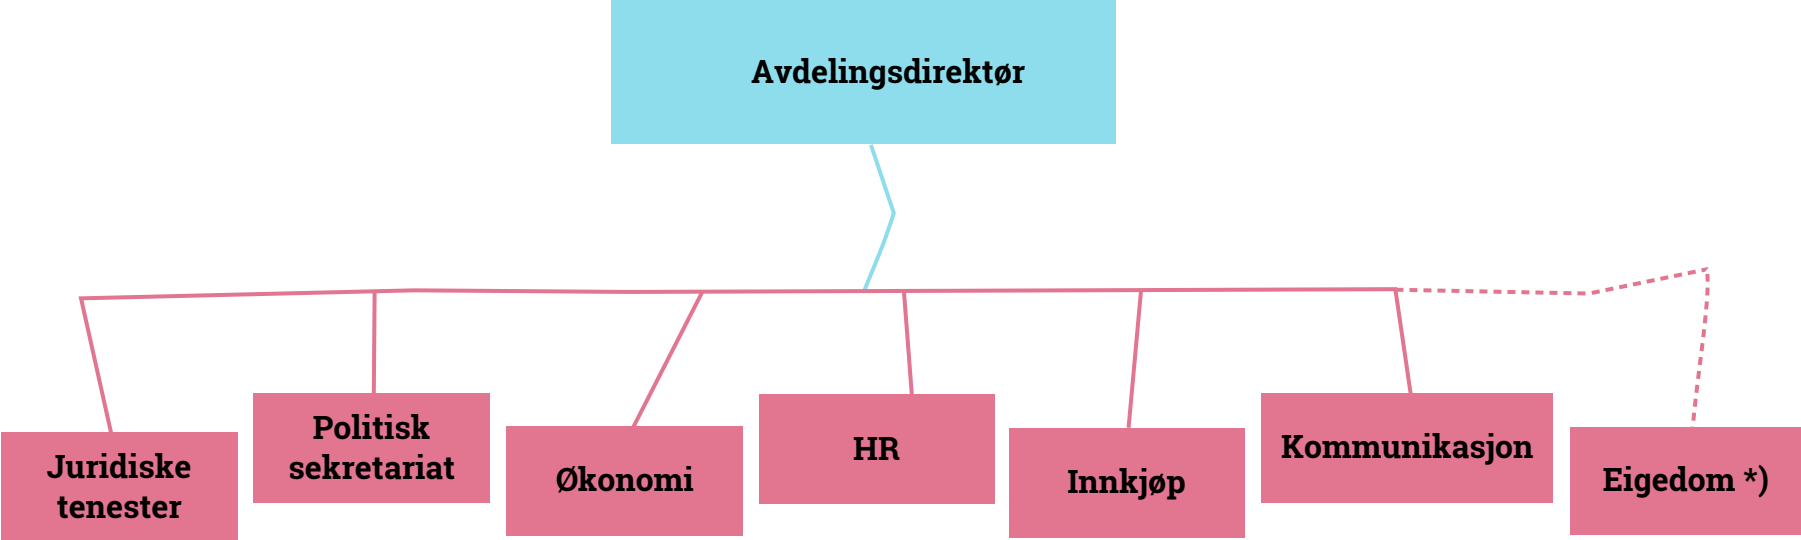 Avdelingsdirektør
Juridiske
tenester
Politisk
sekretariat
Økonomi
HR
Innkjøp
Kommunikasjon
Eigedom *)